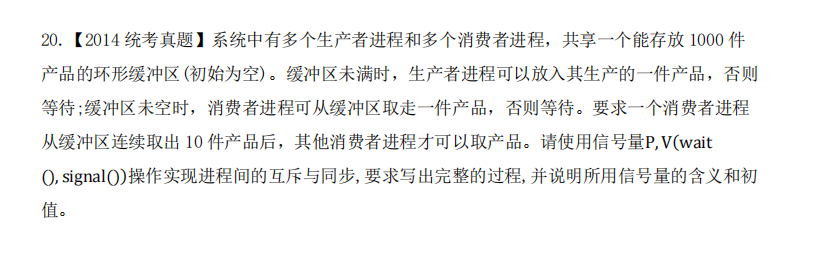 20.【2014 统考真题】系统中有多个生产者进程和多个消费者进程，共享一个能存放 1000 件
产品的环形缓冲区(初始为空)。缓冲区未满时，生产者进程可以放入其生产的一件产品，否则
等待;缓冲区未空时，消费者进程可从缓冲区取走一件产品，否则等待。要求一个消费者进程
从缓冲区连续取出 10 件产品后，其他消费者进程才可以取产品。请使用信号量P,V(wait
(),signal())操作实现进程间的互斥与同步,要求写出完整的过程,并说明所用信号量的含义和初
值。